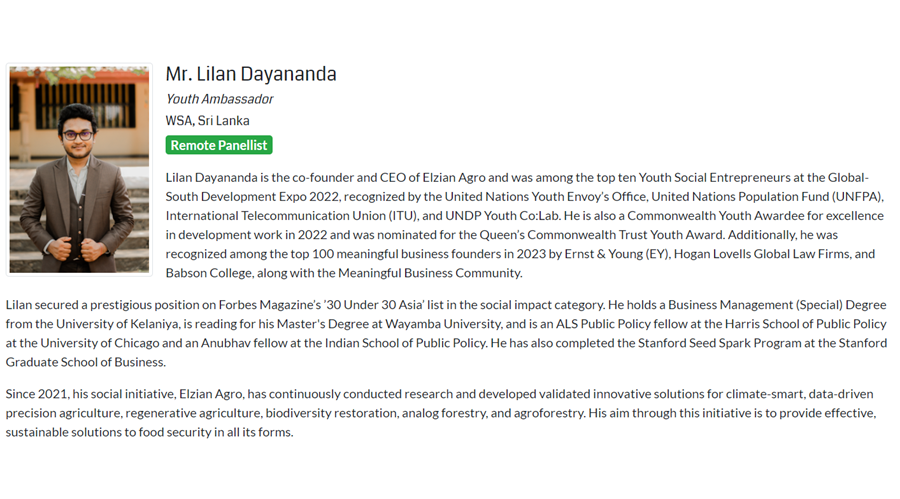 Mr. Lilan Dayananda
Youth Ambassador
WSA, Sri Lanka
Remote Panellist
Lilan Dayananda is the co-founder and CEO of Elzian Agro and was among the top ten Youth Social Entrepreneurs at the Global-
South Development Expo 2022, recognized by the United Nations Youth Envoy's Office, United Nations Population Fund (UNFPA),
International Telecommunication Union (ITU), and UNDP Youth Co:Lab. He is also a Commonwealth Youth Awardee for excellence
in development work in 2022 and was nominated for the Queen's Commonwealth Trust Youth Award. Additionally, he was
recognized among the top 100 meaningful business founders in 2023 by Ernst & Young (EY), Hogan Lovells Global Law Firms, and
Babson College, along with the Meaningful Business Community.
Lilan secured a prestigious position on Forbes Magazine's '30 Under 30 Asia' list in the social impact category. He holds a Business Management (Special) Degree
from the University of Kelaniya, is reading for his Master's Degree at Wayamba University, and is an ALS Public Policy fellow at the Harris School of Public Policy
at the University of Chicago and an Anubhav fellow at the Indian School of Public Policy. He has also completed the Stanford Seed Spark Program at the Stanford
Graduate School of Business.
Since 2021, his social initiative, Elzian Agro, has continuously conducted research and developed validated innovative solutions for climate-smart, data-driven
precision agriculture, regenerative agriculture, biodiversity restoration, analog forestry, and agroforestry. His aim through this initiative is to provide effective,
sustainable solutions to food security in all its forms.